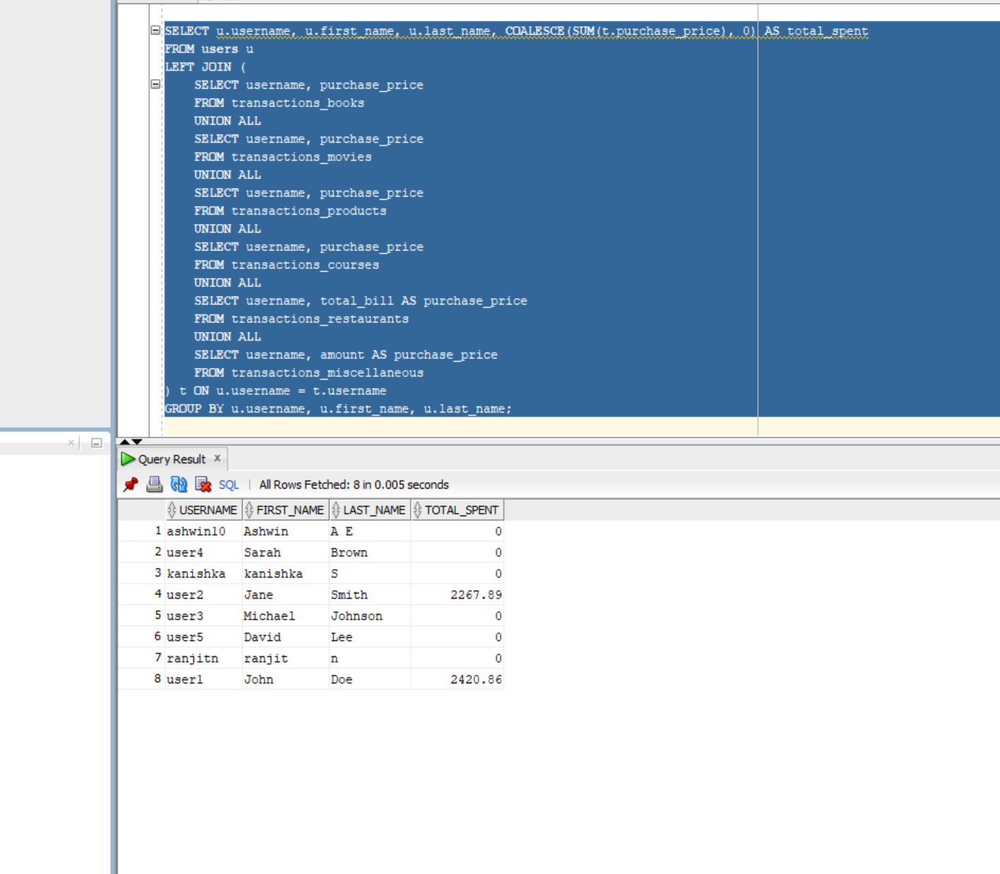 SELECT u.username, u.first_name, u.last_name, COALESCE(SUM(t.purchase_price), 0) AS total_spent
FROM users u
LEFT JOIN (
SELECT username, purchase_price
FROM transactions_books
UNION ALL
SELECT username, purchase_price
FROM transactions_movies
UNION ALL
SELECT username, purchase_price
FROM transactions_products
UNION ALL
SELECT username, purchase_price
FROM transactions_courses
UNION ALL
SELECT username, total_bill AS purchase_price
FROM transactions_restaurants
UNION ALL
SELECT username, amount AS purchase_price
FROM transactions_miscellaneous
) t ON u.username = t.username
GROUP BY u.username, u.first_name, u.last_name;
Query Result x
SQL | All Rows Fetched: 8 in 0.005 seconds
USERNAME FIRST_NAME LAST_NAME TOTAL_SPENT
1 ashwin10 Ashwin A E 0
2 user4 Sarah Brown 0
3 kanishka kanishka S 0
4 user2 Jane Smith 2267.89
5 user3 Michael Johnson 0
6 user5 David Lee 0
7 ranjitn ranjit n 0
8 user1 John Doe 2420.86